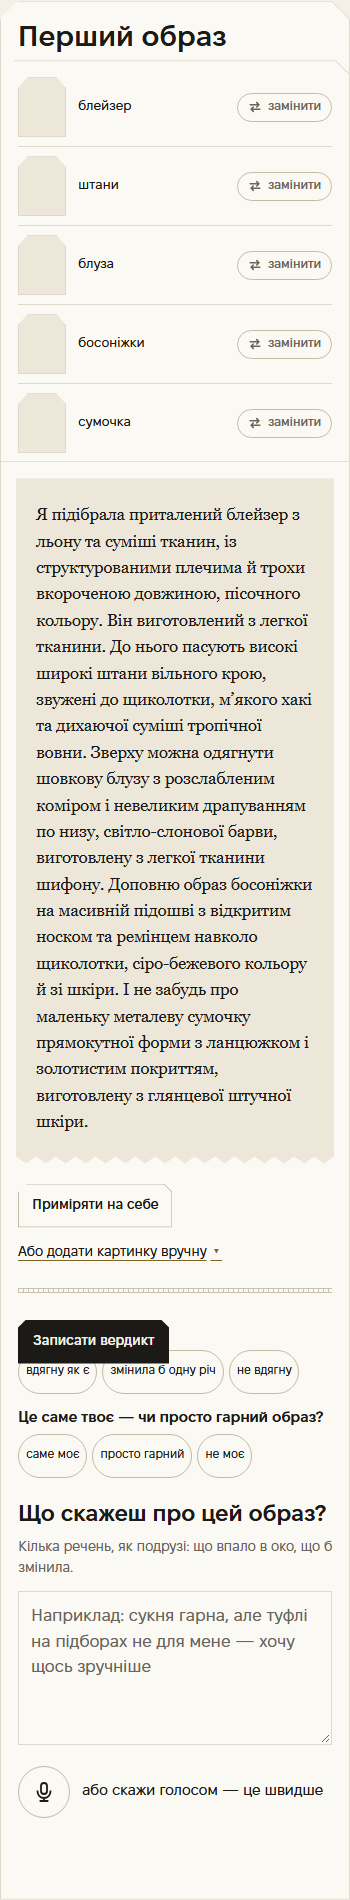 Перший образ
блейзер
замінити
штани
замінити
блуза
замінити
босоніжки
замінити
сумочка
замінити
Я підібрала приталений блейзер з
льону та суміші тканин, із
структурованими плечима й трохи
вкороченою довжиною, пісочного
кольору. Він виготовлений з легкої
тканини. До нього пасують високі
широкі штани вільного крою,
звужені до щиколотки, м’якого хакі
та дихаючої суміші тропічної
вовни. Зверху можна одягнути
шовкову блузу з розслабленим
коміром і невеликим драпуванням
по низу, світло-слонової барви,
виготовлену з легкої тканини
шифону. Доповню образ босоніжки
на масивній підошві з відкритим
носком та ремінцем навколо
щиколотки, сіро-бежевого кольору
й зі шкіри. І не забудь про
маленьку металеву сумочку
прямокутної форми з ланцюжком і
золотистим покриттям,
виготовлену з глянцевої штучної
шкіри.
Приміряти на себе
Або додати картинку вручну
Записати вердикт
вдягну як є змінила б одну річ не вдягну
Це саме твоє — чи просто гарний образ?
саме моє просто гарний не моє
Що скажеш про цей образ?
Кілька речень, як подрузі: що впало в око, що б
змінила.
Наприклад: сукня гарна, але туфлі
на підборах не для мене — хочу
щось зручніше
або скажи голосом — це швидше